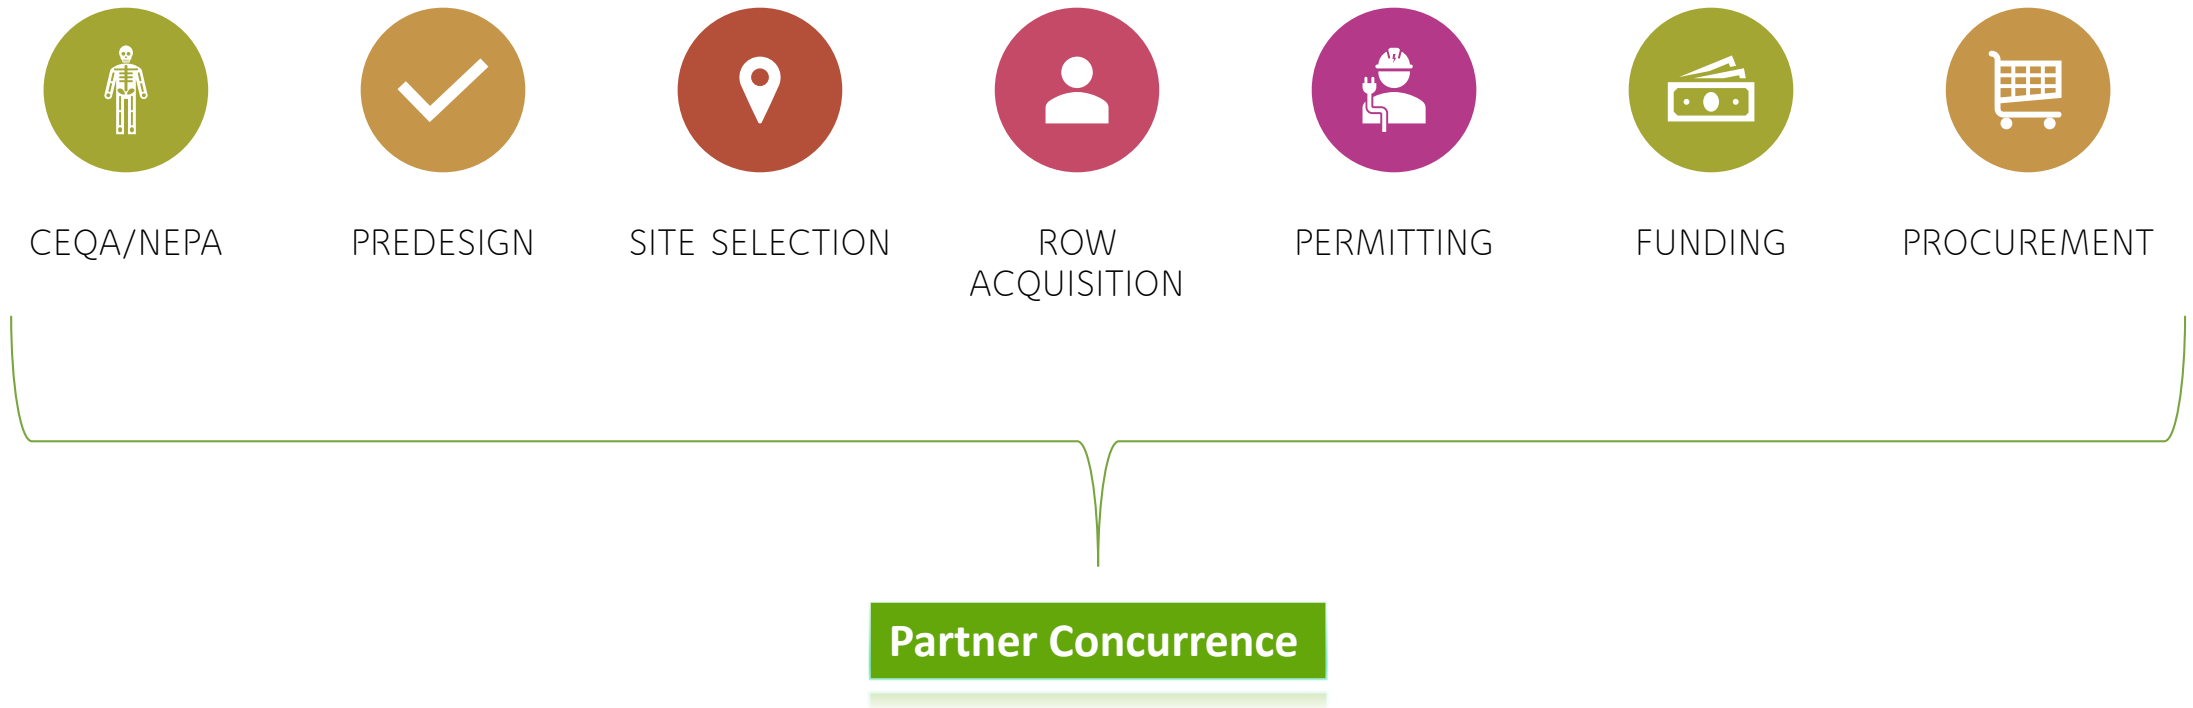 CEQA/NEPA
PREDESIGN
SITE SELECTION
ROW
ACQUISITION
PERMITTING
FUNDING
PROCUREMENT
Partner Concurrence